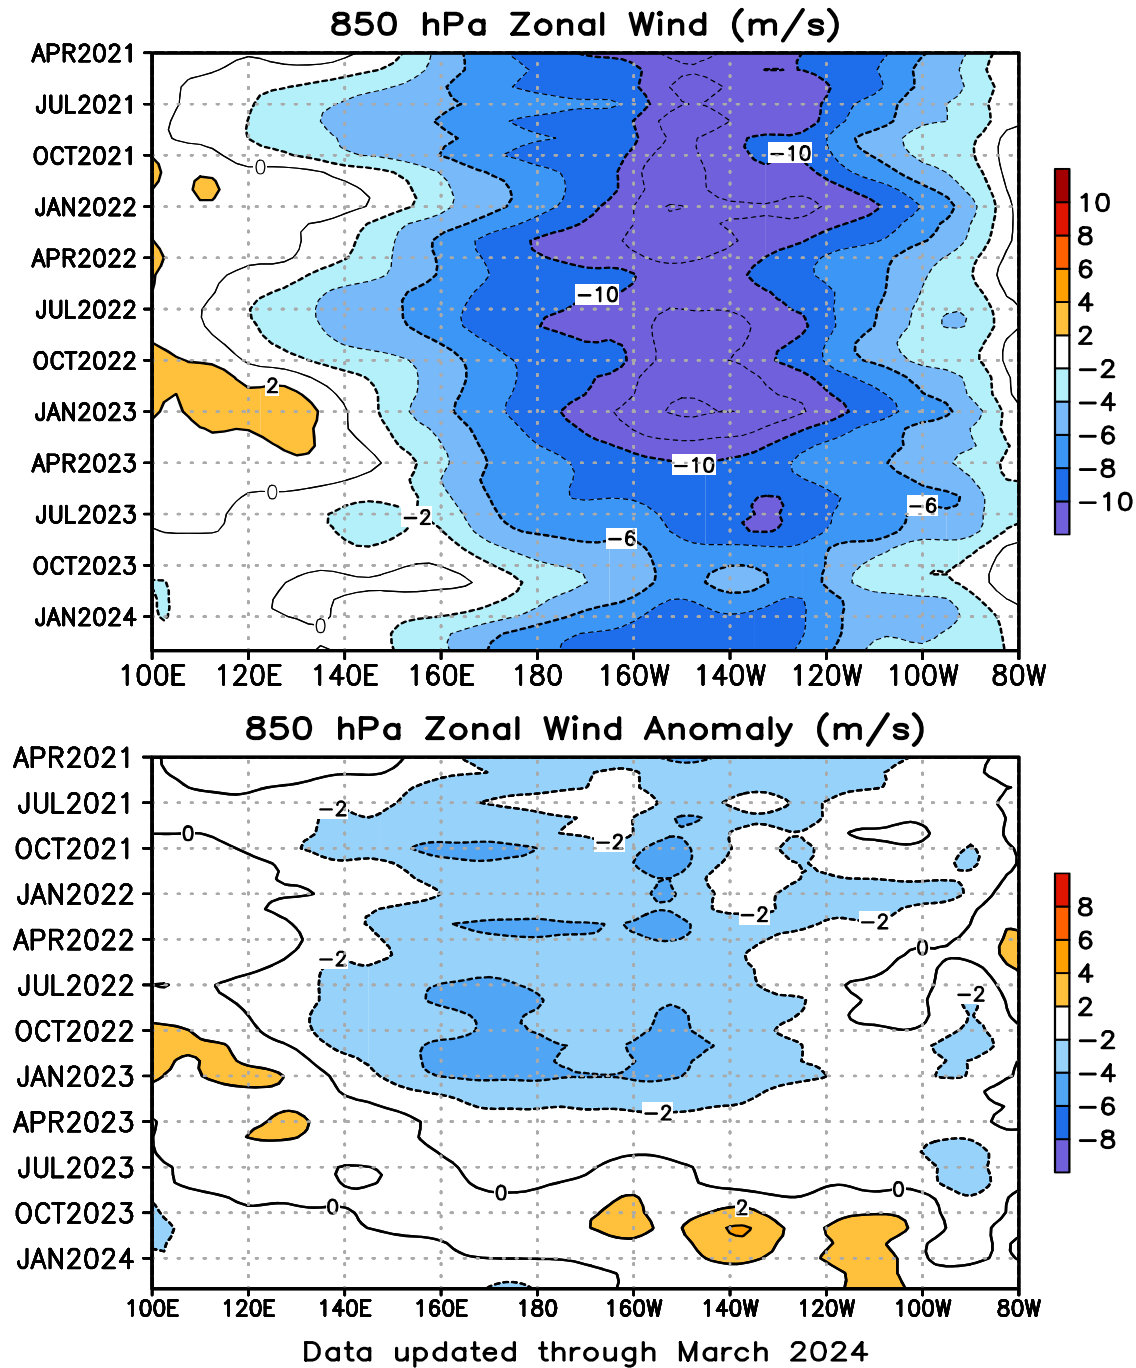 850 hPa Zonal Wind (m/s)
APR2021
JUL2021
OCT2021
JAN2022
APR2022
JUL2022
OCT2022
JAN2023
APR2023
JUL2023
OCT2023
JAN2024
0
-10
-10
2
-10
0
-2
-6
-6
0
100E 120E 140E 160E 180 160W 140W 120W 100W 80W
10
8
6
4
2
-2
-4
-6
-8
-10
850 hPa Zonal Wind Anomaly (m/s)
APR2021
JUL2021
OCT2021
JAN2022
APR2022
JUL2022
OCT2022
JAN2023
APR2023
JUL2023
OCT2023
JAN2024
-2
0
-2
-2
-2
0
-2
-2
-2
0
0
0
2
100E 120E 140E 160E 180 160W 140W 120W 100W 80W
8
6
4
2
-2
-4
-6
-8
Data updated through March 2024